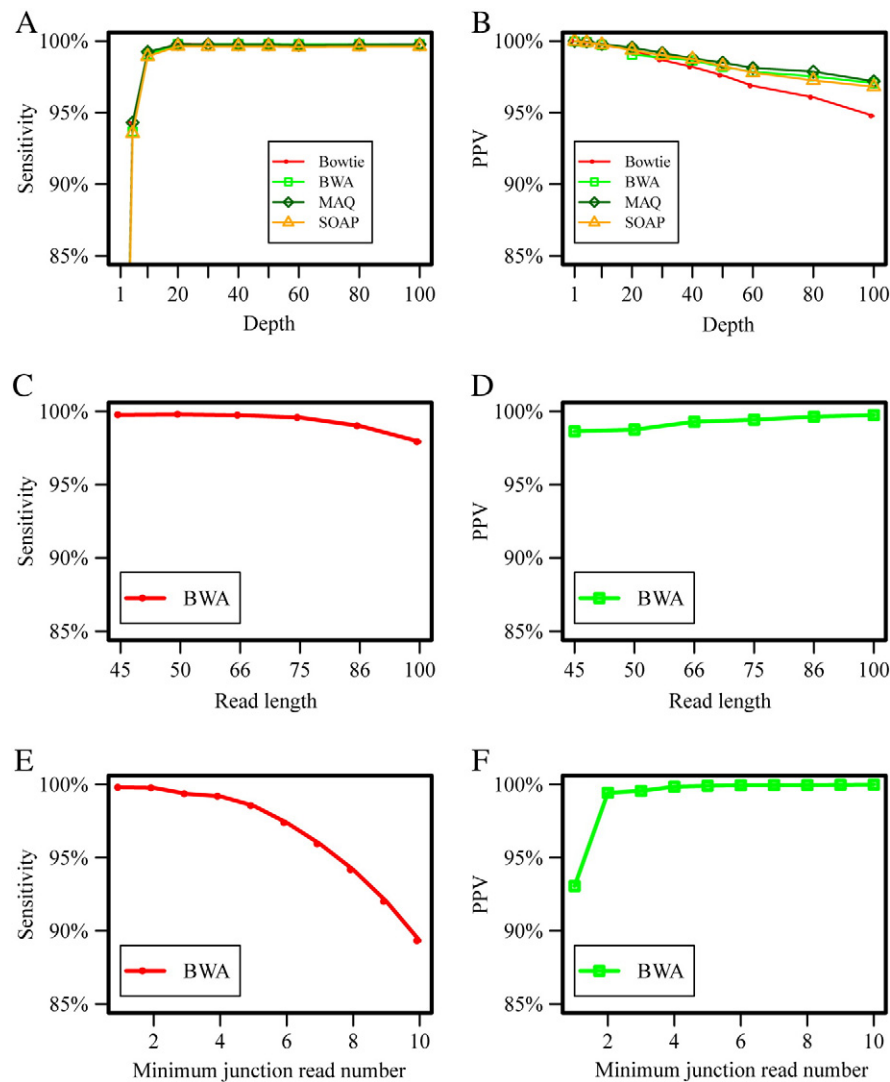 A
100%
95%
90%
85%
Sensitivity
Bowtie
BWA
MAQ
SOAP
1 20 40 60 80 100
Depth
B
100%
95%
90%
85%
PPV
Bowtie
BWA
MAQ
SOAP
1 20 40 60 80 100
Depth
C
100%
95%
90%
85%
Sensitivity
BWA
45 50 66 75 86 100
Read length
D
100%
95%
90%
85%
PPV
BWA
45 50 66 75 86 100
Read length
E
100%
95%
90%
85%
Sensitivity
BWA
2 4 6 8 10
Minimum junction read number
F
100%
95%
90%
85%
PPV
BWA
2 4 6 8 10
Minimum junction read number